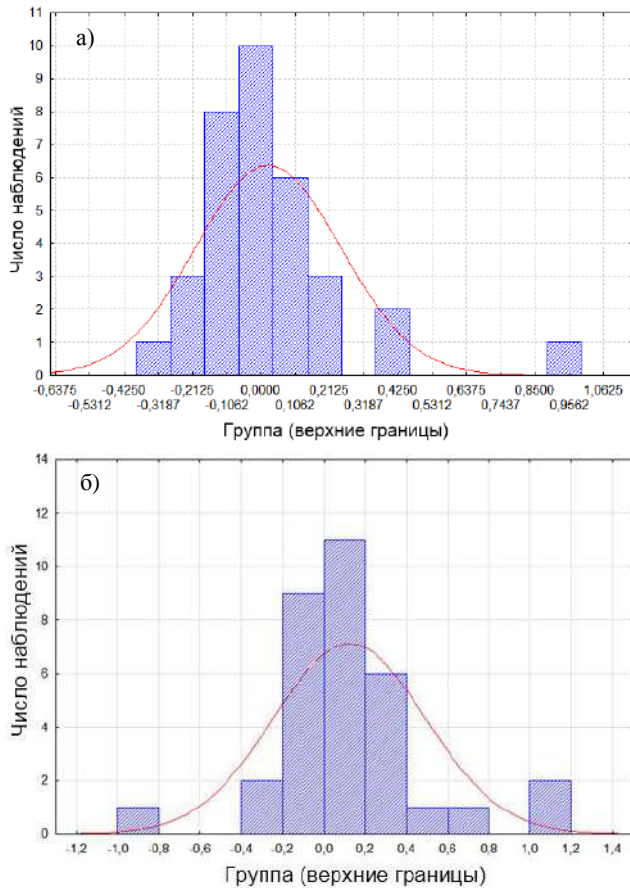 а)
11
10
9
8
7
6
5
4
3
2
1
0
Число наблюдений
-0,6375 -0,4250 -0,2125 0,0000 0,2125 0,4250 0,6375 0,8500 1,0625
-0,5312 -0,3187 -0,1062 0,1062 0,3187 0,5312 0,7437 0,9562
Группа (верхние границы)
б)
14
12
10
8
6
4
2
0
Число наблюдений
-1,2 -1,0 -0,8 -0,6 -0,4 -0,2 0,0 0,2 0,4 0,6 0,8 1,0 1,2 1,4
Группа (верхние границы)